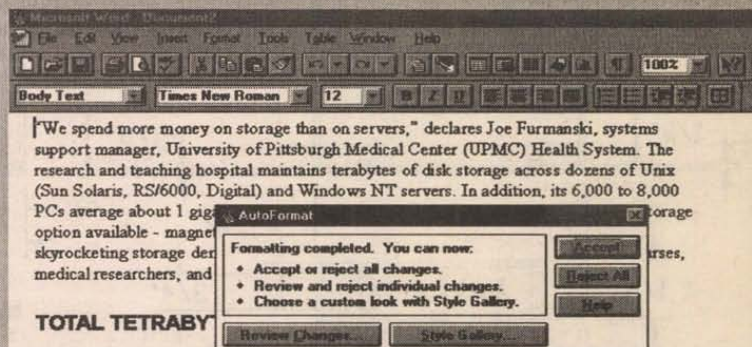 Microsoft Word - Document2
File Edit View Insert Format Tools Table Window Help
100%
Body Text Times New Roman 12 B I U
"We spend more money on storage than on servers," declares Joe Furmanski, systems
support manager, University of Pittsburgh Medical Center (UPMC) Health System. The
research and teaching hospital maintains terabytes of disk storage across dozens of Unix
(Sun Solaris, RS/6000, Digital) and Windows NT servers. In addition, its 6,000 to 8,000
PCs average about 1 gig orage
option available - magnet
skyrocketing storage der rses,
medical researchers, and
TOTAL TETRABY
AutoFormat
Formatting completed. You can now:
• Accept or reject all changes.
• Review and reject individual changes.
• Choose a custom look with Style Gallery.
Accept
Reject All
Help
Review Changes... Style Gallery...